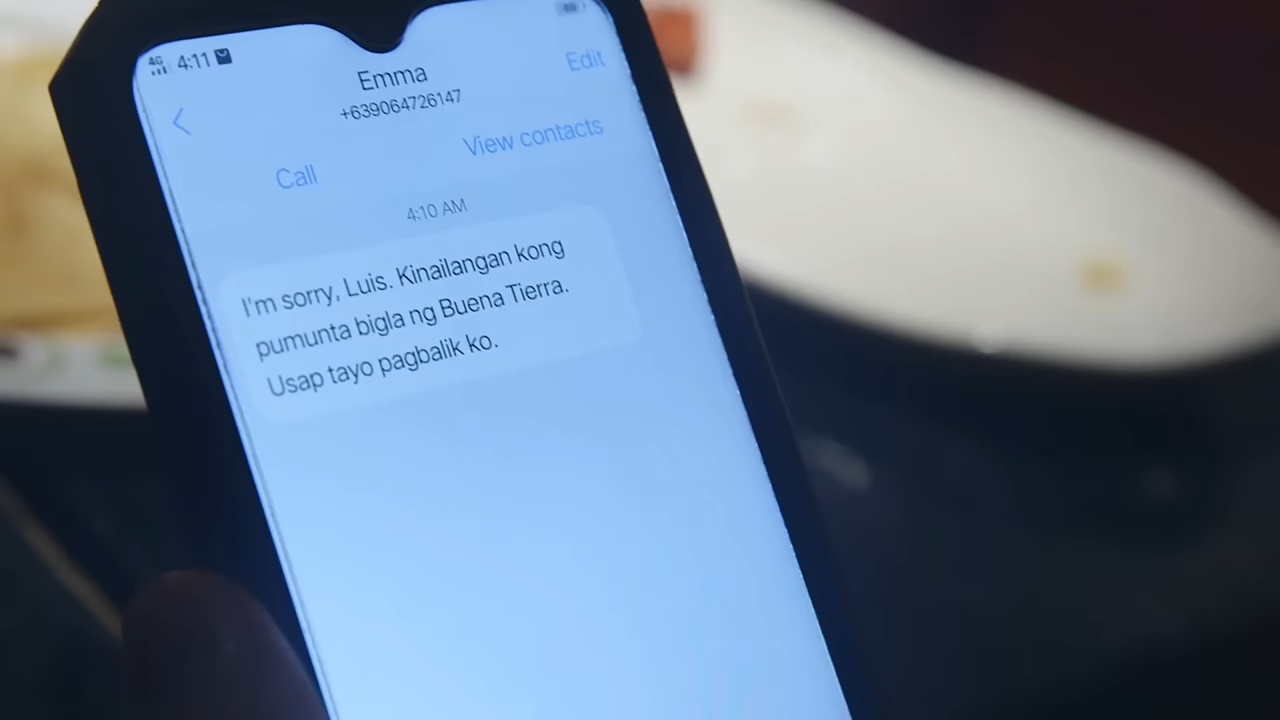 4G 4:11
Emma
Edit
+639064726147
Call
View contacts
4:10 AM
I'm sorry, Luis. Kinailangan kong
pumunta bigla ng Buena Tierra.
Usap tayo pagbalik ko.